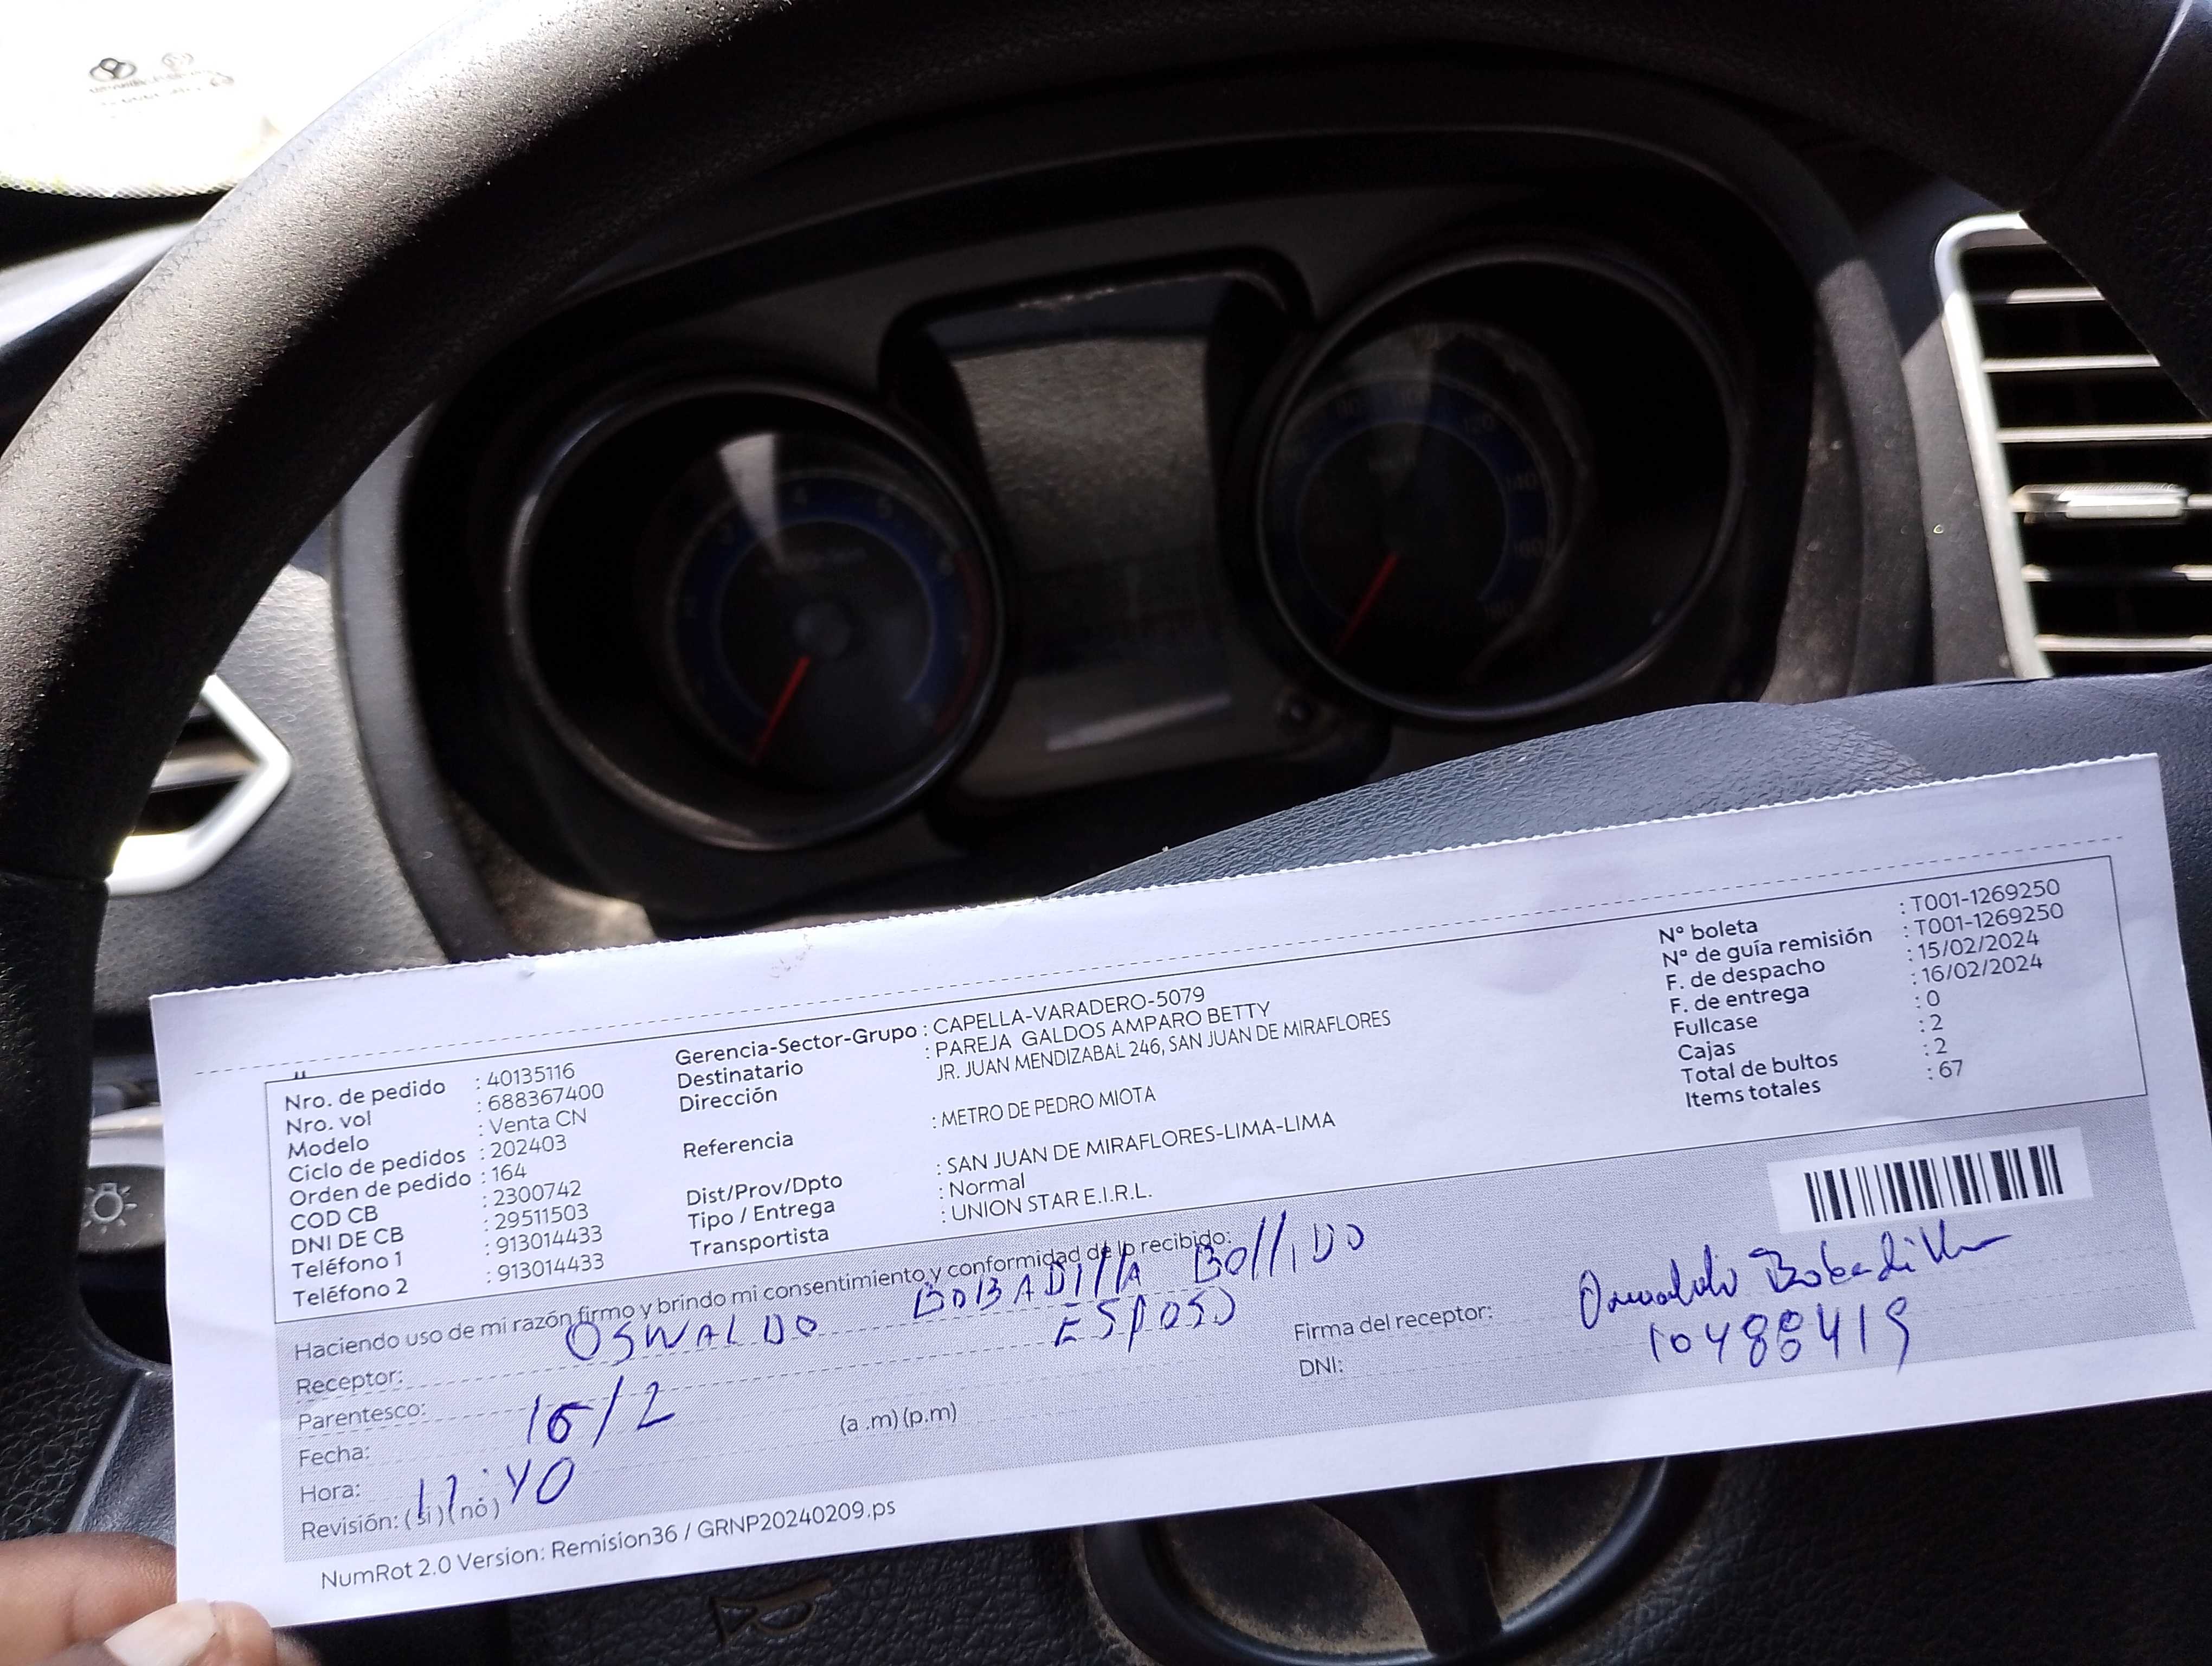 Nro. de pedido : 40135116
Nro. vol : 688367400
Modelo : Venta CN
Ciclo de pedidos : 202403
Orden de pedido : 164
COD CB : 2300742
DNI DE CB : 29511503
Teléfono 1 : 913014433
Teléfono 2 : 913014433
Gerencia-Sector-Grupo : CAPELLA-VARADERO-5079
Destinatario : PAREJA GALDOS AMPARO BETTY
Dirección JR. JUAN MENDIZABAL 246, SAN JUAN DE MIRAFLORES
Referencia : METRO DE PEDRO MIOTA
Dist/Prov/Dpto : SAN JUAN DE MIRAFLORES-LIMA-LIMA
Tipo / Entrega : Normal
Transportista : UNION STAR E.I.R.L.
N° boleta : T001-1269250
N° de guía remisión : T001-1269250
F. de despacho : 15/02/2024
F. de entrega : 16/02/2024
Fullcase : 0
Cajas : 2
Total de bultos : 2
Items totales : 67
Haciendo uso de mi razón firmo y brindo mi consentimiento y conformidad de lo recibido:
Receptor: OSWALDO BOBADILLA BOLLIDO
Parentesco: ESPOSO
Fecha: 16/2
Hora: 11:40 (a .m) (p.m)
Revisión: (si) (nó)
Firma del receptor: Oswaldo Bobadilla
DNI: 10488419
NumRot 2.0 Version: Remision36 / GRNP20240209.ps